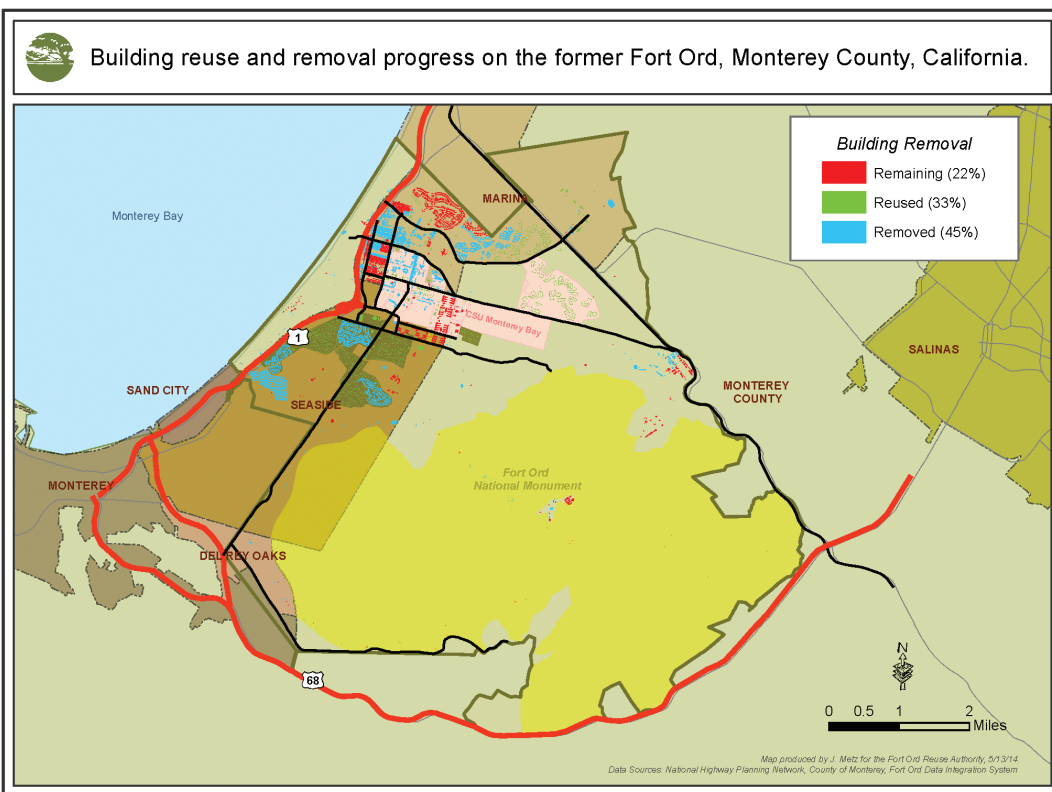 Building reuse and removal progress on the former Fort Ord, Monterey County, California.
Building Removal
Remaining (22%)
Reused (33%)
Removed (45%)
Monterey Bay
MARINA
CSU Monterey Bay
1
SALINAS
SAND CITY
MONTEREY
COUNTY
SEASIDE
Fort Ord
National Monument
MONTEREY
DEL REY OAKS
68
N
0 0.5 1 2
Miles
Map produced by J. Metz for the Fort Ord Reuse Authority, 5/13/14
Data Sources: National Highway Planning Network, County of Monterey, Fort Ord Data Integration System